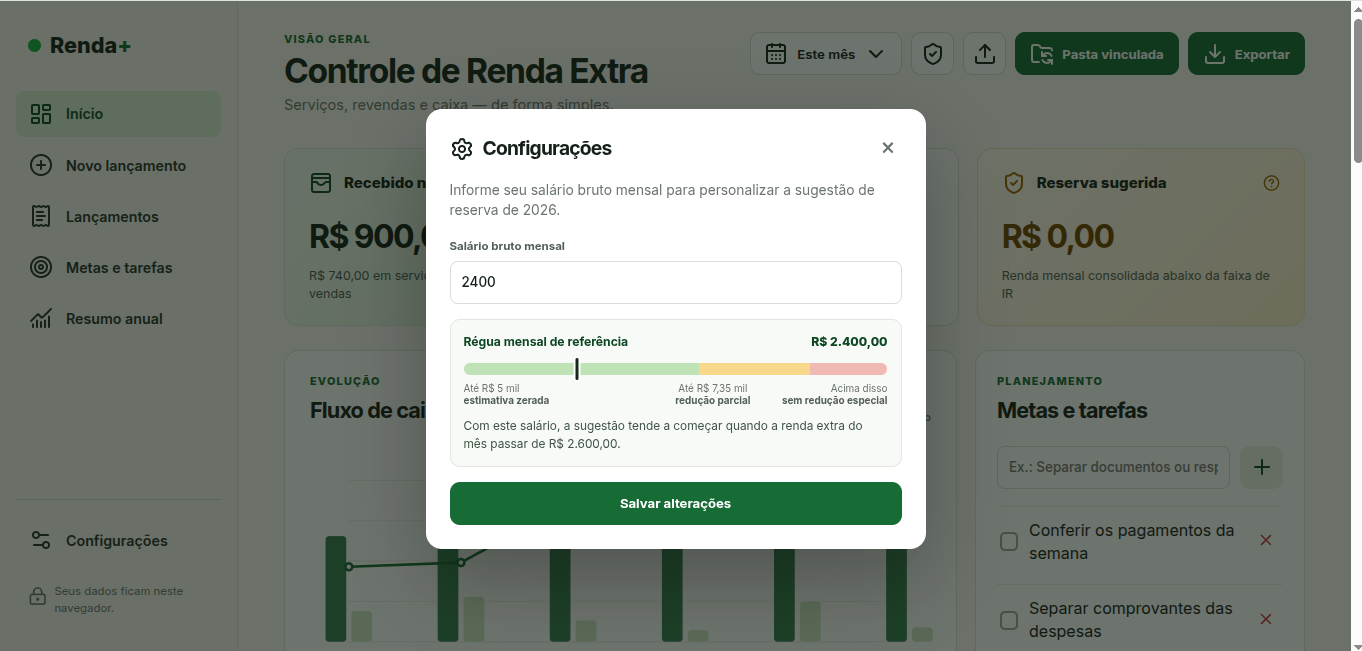 Renda+
Início
Novo lançamento
Lançamentos
Metas e tarefas
Resumo anual
Configurações
Seus dados ficam neste
navegador.
VISÃO GERAL
Controle de Renda Extra
Serviços, revendas e caixa — de forma simples.
Este mês
Pasta vinculada
Exportar
Recebido n
R$ 900,
R$ 740,00 em servi
vendas
Reserva sugerida
R$ 0,00
Renda mensal consolidada abaixo da faixa de
IR
Configurações
Informe seu salário bruto mensal para personalizar a sugestão de
reserva de 2026.
Salário bruto mensal
2400
Régua mensal de referência
R$ 2.400,00
Até R$ 5 mil
estimativa zerada
Até R$ 7,35 mil
redução parcial
Acima disso
sem redução especial
Com este salário, a sugestão tende a começar quando a renda extra do
mês passar de R$ 2.600,00.
Salvar alterações
EVOLUÇÃO
Fluxo de cai
PLANEJAMENTO
Metas e tarefas
Ex.: Separar documentos ou resp
Conferir os pagamentos da
semana
Separar comprovantes das
despesas